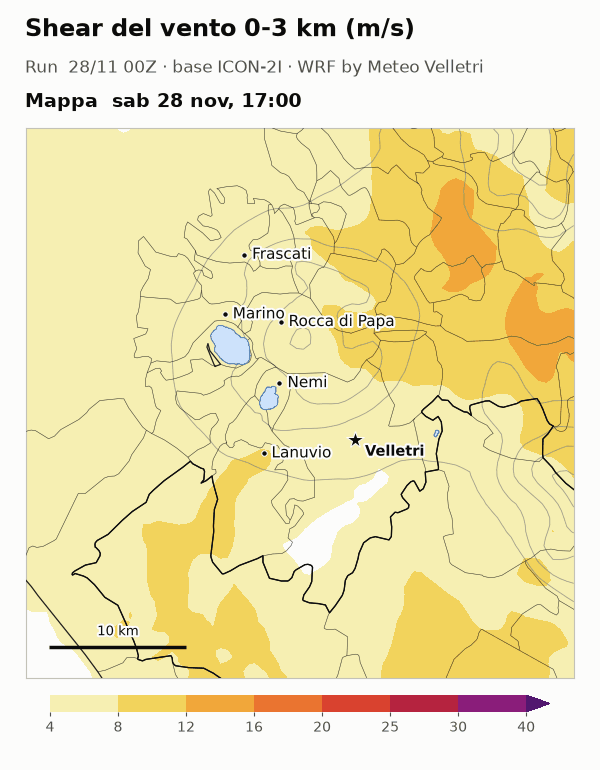 Shear del vento 0-3 km (m/s)
Run  28/11 00Z · base ICON-2I · WRF by Meteo Velletri
Mappa  sab 28 nov, 17:00
Frascati
Marino
Rocca di Papa
Nemi
Velletri
Lanuvio
10 km
4 8 12 16 20 25 30 40